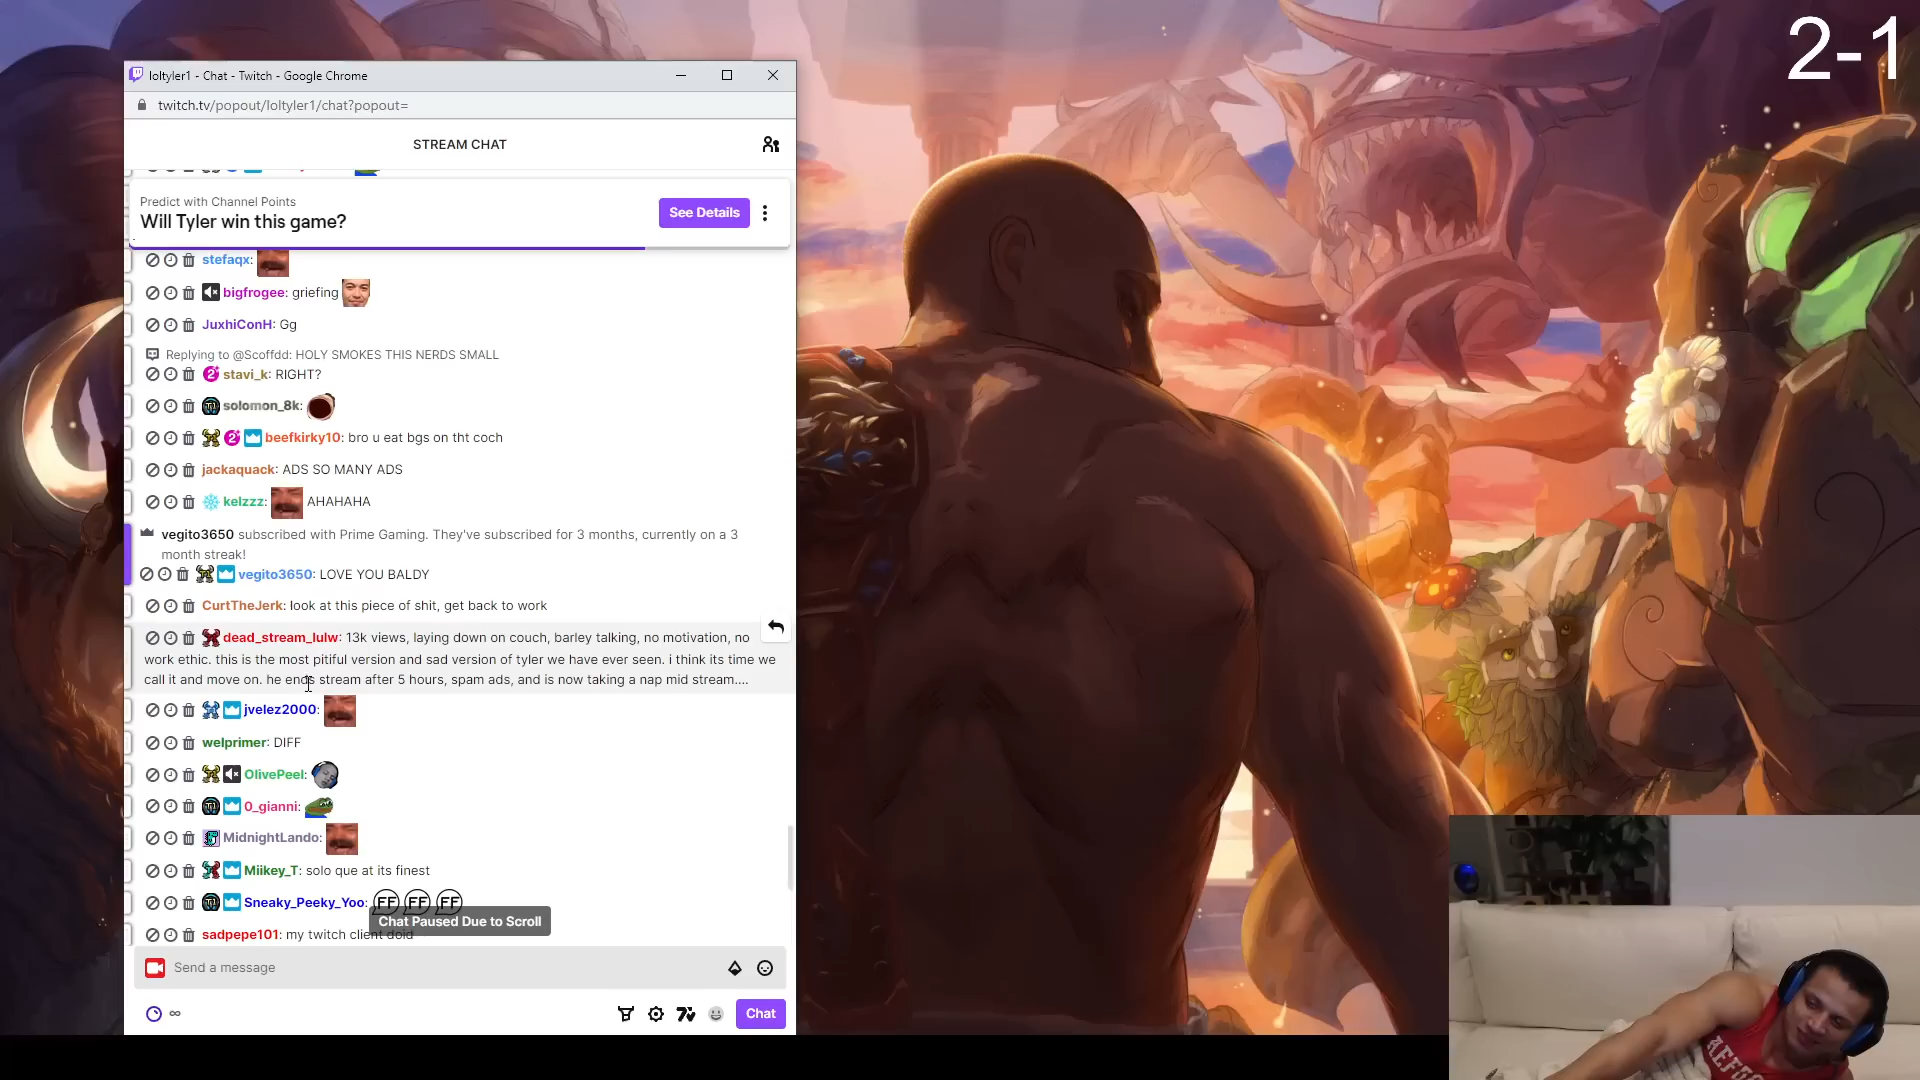 2-1
loltyler1 - Chat - Twitch - Google Chrome
twitch.tv/popout/loltyler1/chat?popout=
STREAM CHAT
Predict with Channel Points
Will Tyler win this game?
See Details
stefaqx:
bigfrogee: griefing
JuxhiConH: Gg
Replying to @Scoffdd: HOLY SMOKES THIS NERDS SMALL
stavi_k: RIGHT?
solomon_8k:
beefkirky10: bro u eat bgs on tht coch
jackaquack: ADS SO MANY ADS
kelzzz: AHAHAHA
vegito3650 subscribed with Prime Gaming. They've subscribed for 3 months, currently on a 3
month streak!
vegito3650: LOVE YOU BALDY
CurtTheJerk: look at this piece of shit, get back to work
dead_stream_lulw: 13k views, laying down on couch, barley talking, no motivation, no
work ethic. this is the most pitiful version and sad version of tyler we have ever seen. i think its time we
call it and move on. he ends stream after 5 hours, spam ads, and is now taking a nap mid stream....
jvelez2000:
welprimer: DIFF
OlivePeel:
0_gianni:
MidnightLando:
Miikey_T: solo que at its finest
Sneaky_Peeky_Yoo: FF FF FF
Chat Paused Due to Scroll
sadpepe101: my twitch client doid
Send a message
Chat